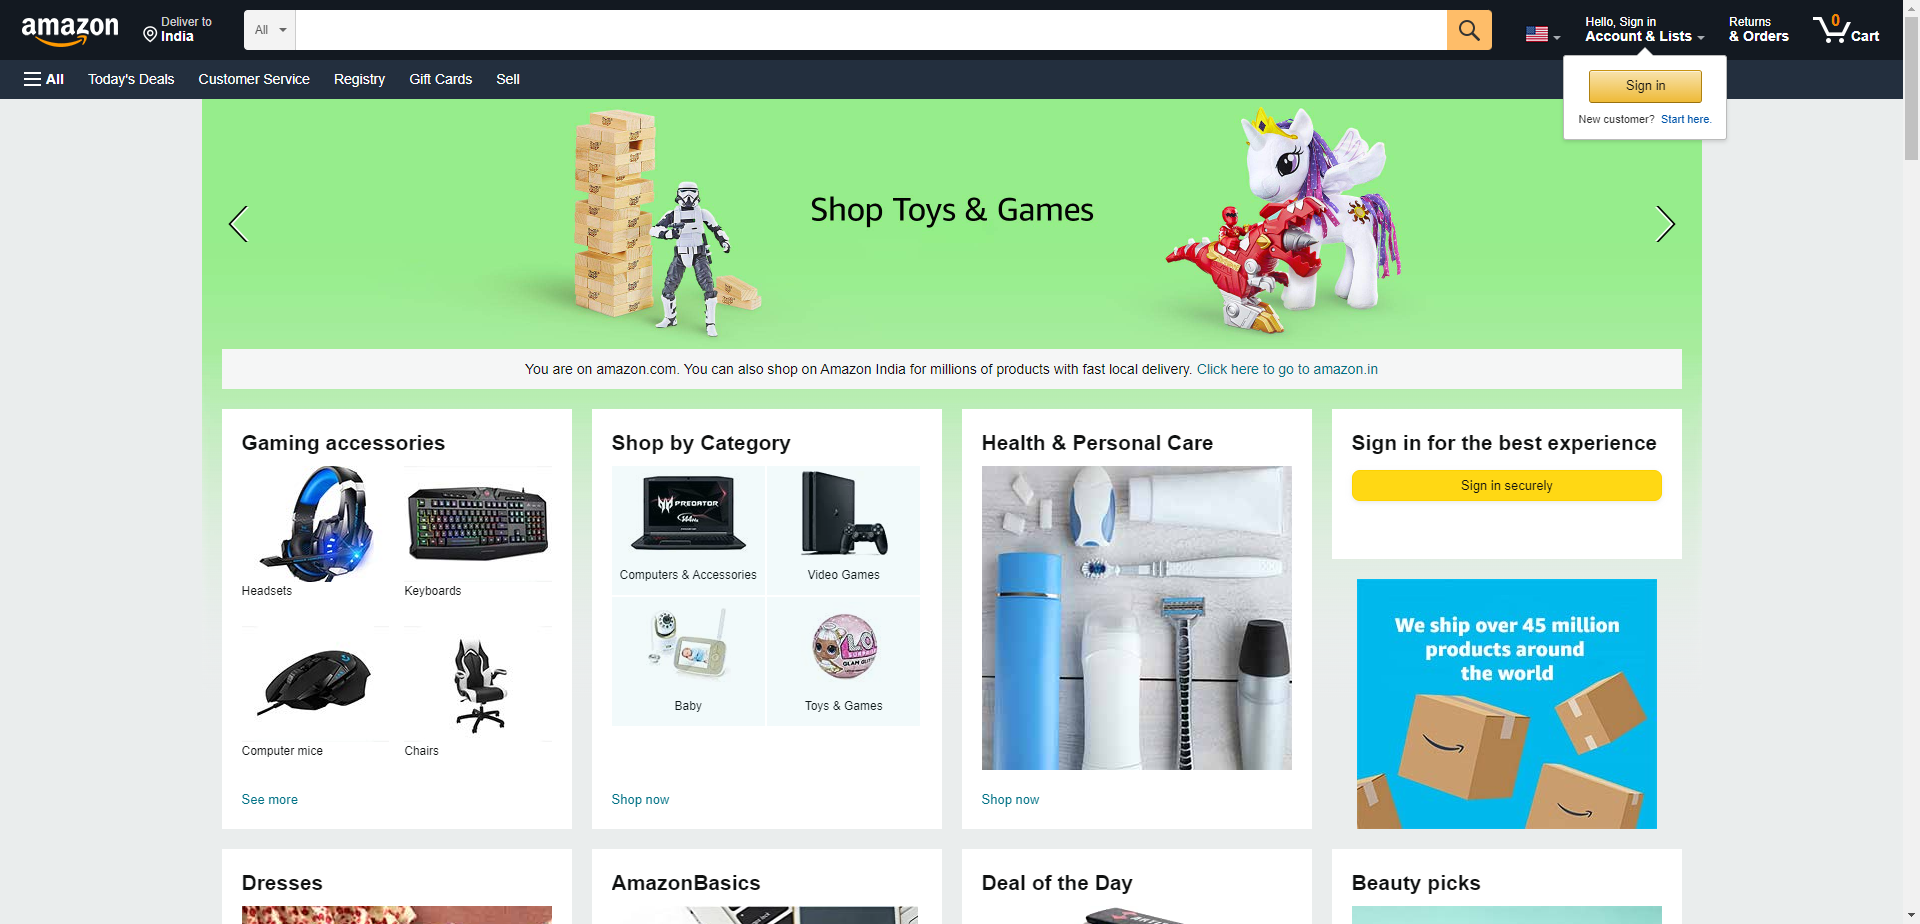 amazon
Deliver to
India
All
Hello, Sign in
Account & Lists
Returns
& Orders
0
Cart
All
Today's Deals
Customer Service
Registry
Gift Cards
Sell
Sign in
New customer? Start here.
Shop Toys & Games
You are on amazon.com. You can also shop on Amazon India for millions of products with fast local delivery. Click here to go to amazon.in
Gaming accessories
Headsets
Keyboards
Computer mice
Chairs
See more
Shop by Category
PREDATOR
Computers & Accessories
Video Games
Baby
Toys & Games
Shop now
Health & Personal Care
Shop now
Sign in for the best experience
Sign in securely
We ship over 45 million
products around
the world
Dresses
AmazonBasics
Deal of the Day
Beauty picks